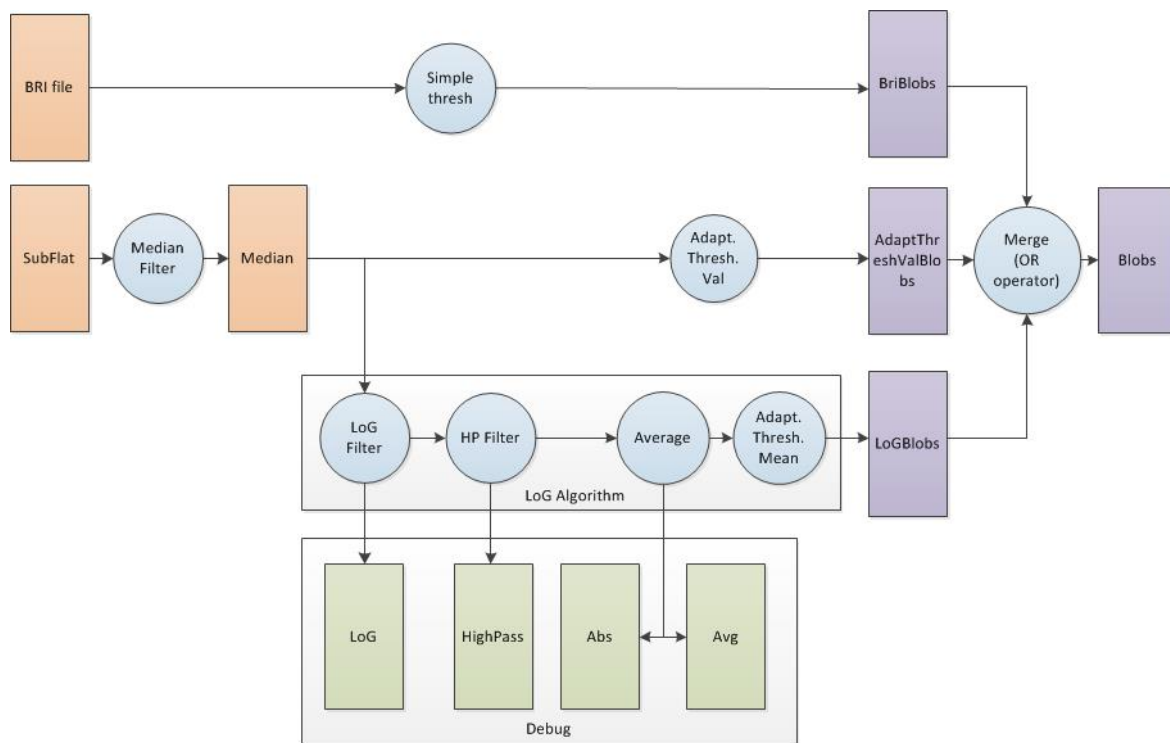 BRI file
Simple
thresh
BriBlobs
SubFlat
Median
Filter
Median
Adapt.
Thresh.
Val
AdaptThr
eshValBlo
bs
Merge
(OR
operator)
Blobs
LoG
Filter
HP Filter
Average
Adapt.
Thresh.
Mean
LoGBlobs
LoG Algorithm
LoG
HighPass
Abs
Avg
Debug